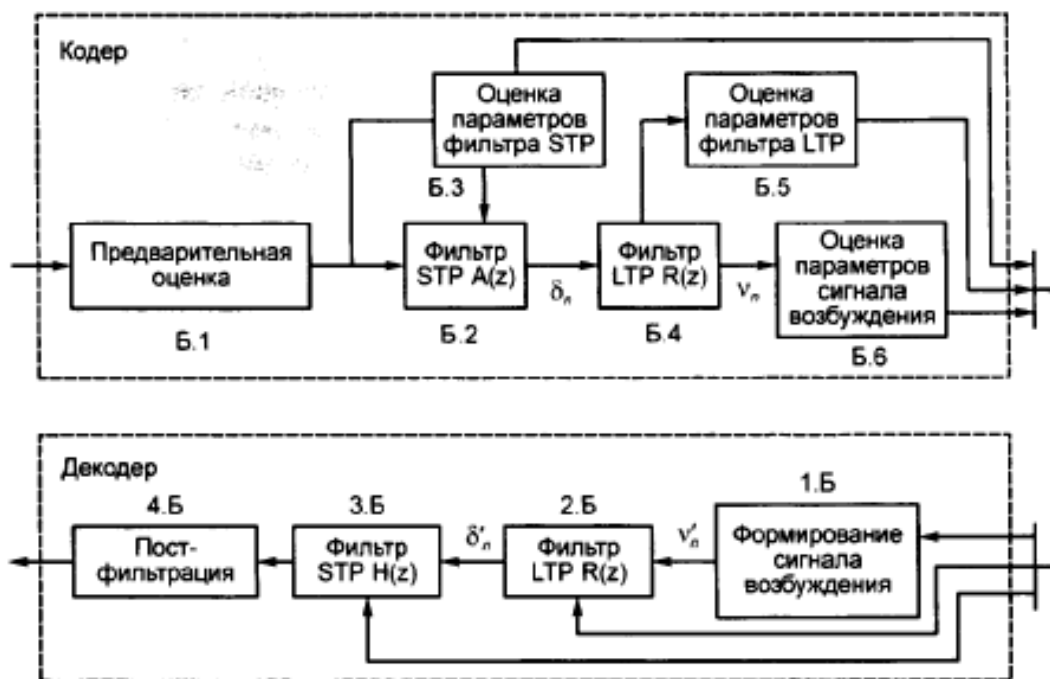 Кодер
Оценка
параметров
фильтра STP
Б.3
Оценка
параметров
фильтра LTP
Б.5
Предварительная
оценка
Б.1
Фильтр
STP A(z)
Б.2
δn
Фильтр
LTP R(z)
Б.4
νn
Оценка
параметров
сигнала
возбуждения
Б.6
Декодер
4.Б
Пост-
фильтрация
3.Б
Фильтр
STP H(z)
δ′n
2.Б
Фильтр
LTP R(z)
ν′n
1.Б
Формирование
сигнала
возбуждения